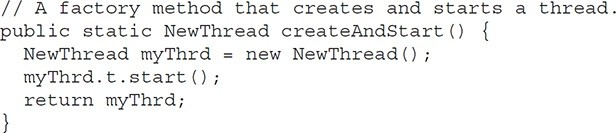 // A factory method that creates and starts a thread.
public static NewThread createAndStart() {
  NewThread myThrd = new NewThread();
  myThrd.t.start();
  return myThrd;
}